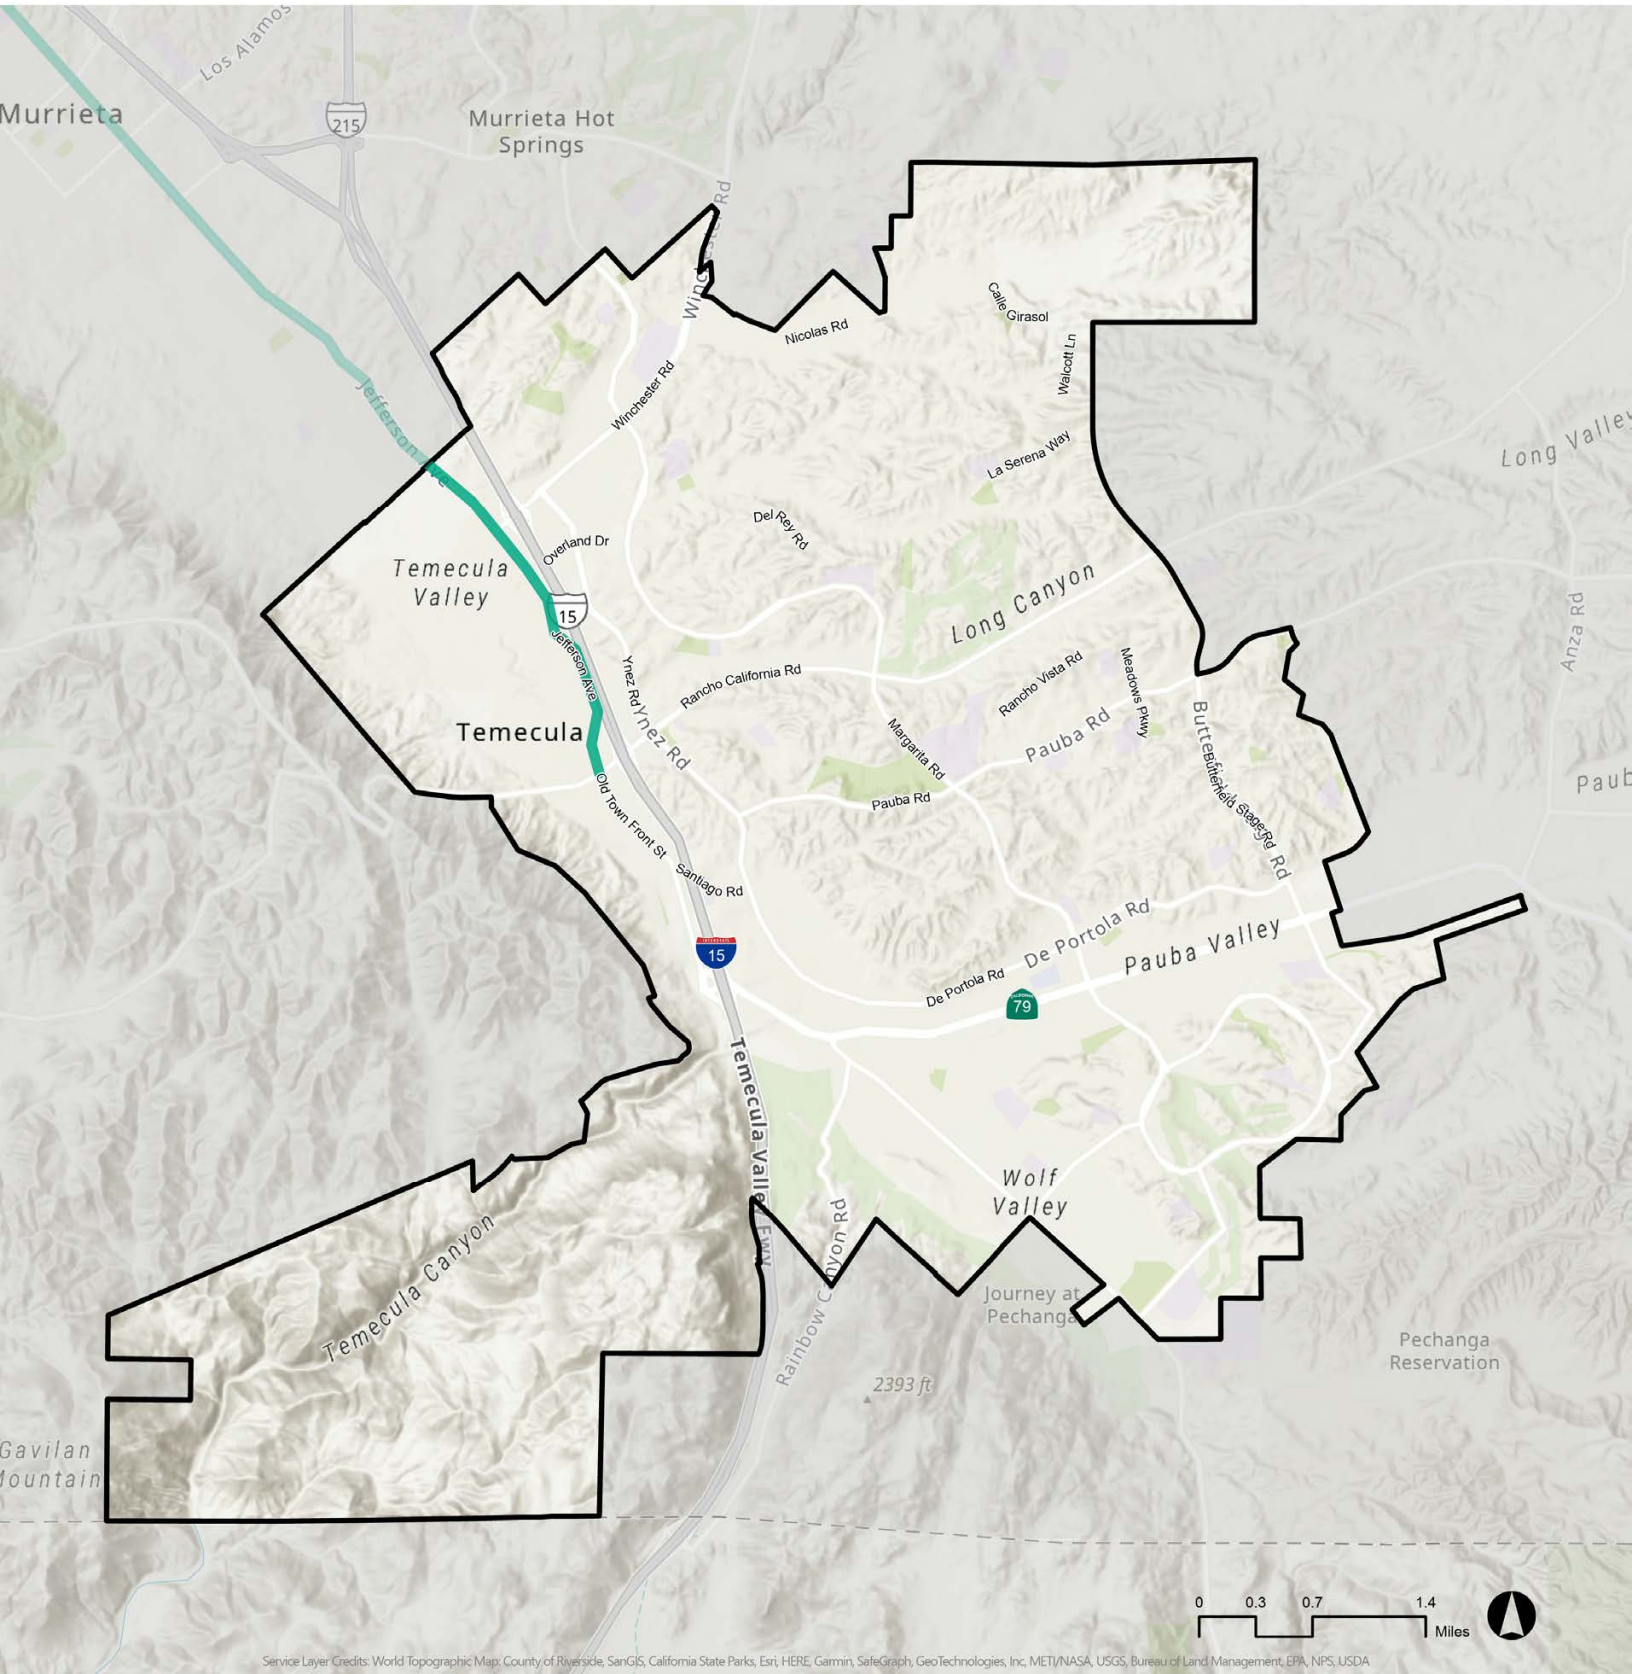 Los Alamos
Murrieta
215
Murrieta Hot
Springs
Winchester Rd
Nicolas Rd
Calle Girasol
Walcott Ln
Winchester Rd
Jefferson Ave
La Serena Way
Long Valley
Del Rey Rd
Overland Dr
Temecula
Valley
15
Long Canyon
Anza Rd
Jefferson Ave
Ynez Rd
Rancho California Rd
Rancho Vista Rd
Meadows Pkwy
Temecula
Ynez Rd
Margarita Rd
Pauba Rd
Butterfield Stage Rd
Butterfield Stage Rd
Paub
Old Town Front St
Pauba Rd
Santiago Rd
De Portola Rd
Pauba Valley
15
De Portola Rd
79
Temecula Valley Fwy
Wolf
Valley
Temecula Canyon
Rainbow Canyon Rd
Journey at
Pechanga
Pechanga
Reservation
2393 ft
Gavilan
Mountain
0 0.3 0.7 1.4
Miles
Service Layer Credits: World Topographic Map: County of Riverside, SanGIS, California State Parks, Esri, HERE, Garmin, SafeGraph, GeoTechnologies, Inc, METI/NASA, USGS, Bureau of Land Management, EPA, NPS, USDA